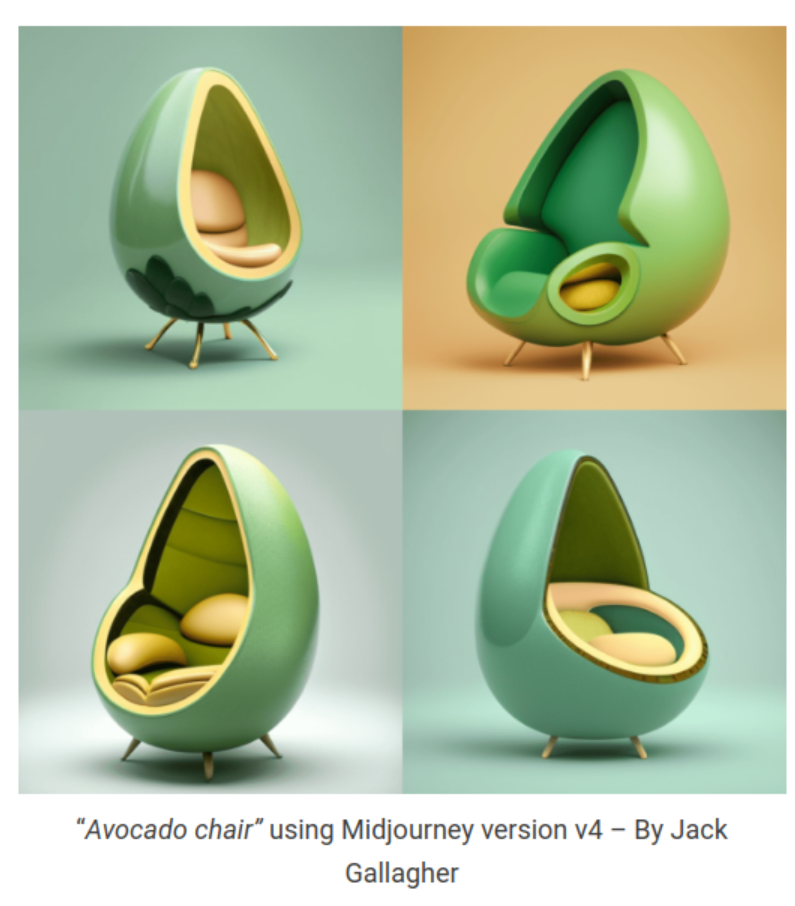 “Avocado chair” using Midjourney version v4 – By Jack
Gallagher